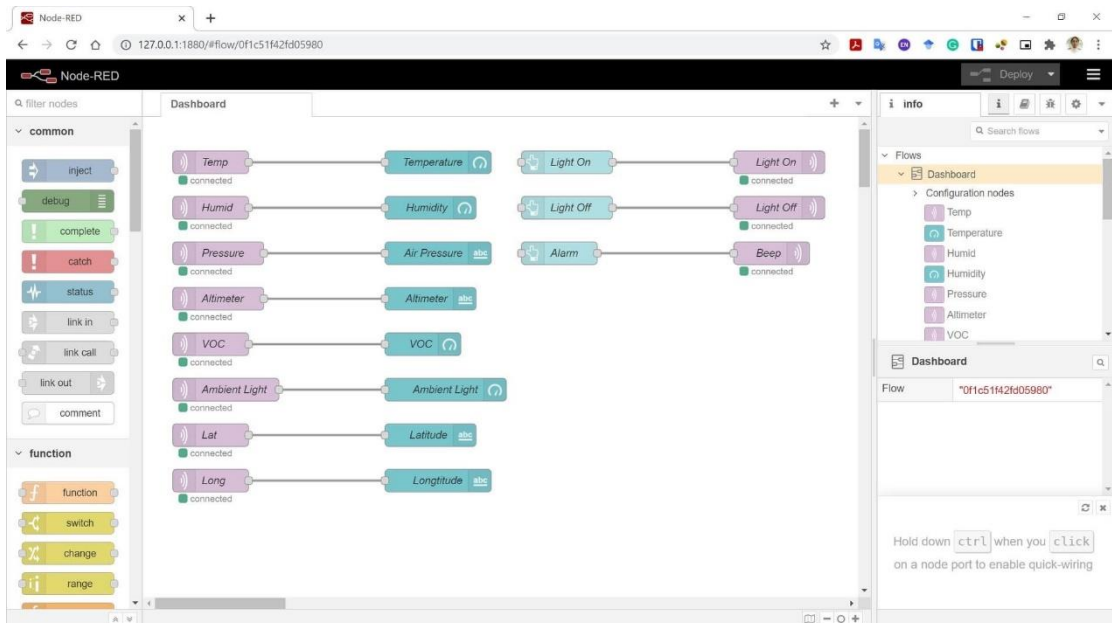 Node-RED
127.0.0.1:1880/#flow/0f1c51f42fd05980
Node-RED
Deploy
filter nodes
Dashboard
info
common
Search flows
inject
debug
complete
catch
status
link in
link call
link out
comment
function
function
switch
change
range
Temp
connected
Temperature
Light On
Light On
connected
Humid
connected
Humidity
Light Off
Light Off
connected
Pressure
connected
Air Pressure abc
Alarm
Beep
connected
Altimeter
connected
Altimeter abc
VOC
connected
VOC
Ambient Light
connected
Ambient Light
Lat
connected
Latitude abc
Long
connected
Longtitude abc
Flows
Dashboard
Configuration nodes
Temp
Temperature
Humid
Humidity
Pressure
Altimeter
VOC
Dashboard
Flow "0f1c51f42fd05980"
Hold down ctrl when you click
on a node port to enable quick-wiring